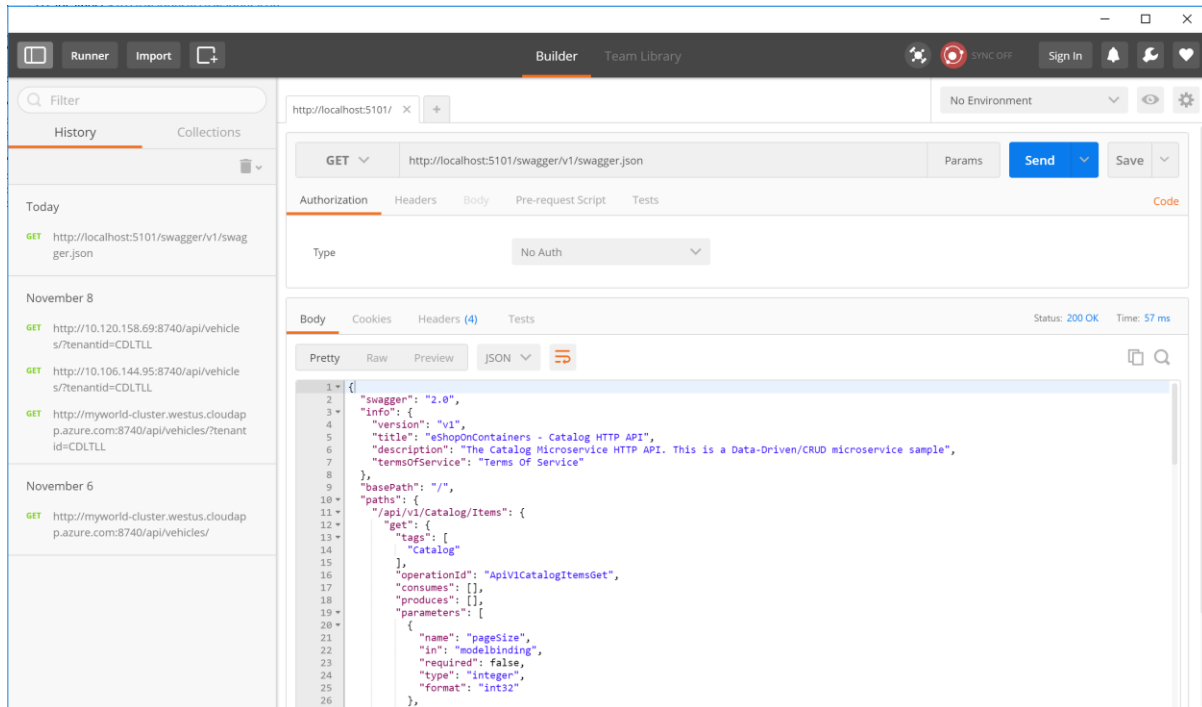 Runner
Import
Builder
Team Library
SYNC OFF
Sign In
Filter
History
Collections
Today
GET http://localhost:5101/swagger/v1/swag
ger.json
November 8
GET http://10.120.158.69:8740/api/vehicle
s/?tenantid=CDLTLL
GET http://10.106.144.95:8740/api/vehicle
s/?tenantid=CDLTLL
GET http://myworld-cluster.westus.cloudap
p.azure.com:8740/api/vehicles/?tenant
id=CDLTLL
November 6
GET http://myworld-cluster.westus.cloudap
p.azure.com:8740/api/vehicles/
http://localhost:5101/
No Environment
GET http://localhost:5101/swagger/v1/swagger.json Params Send Save
Authorization Headers Body Pre-request Script Tests Code
Type No Auth
Body Cookies Headers (4) Tests Status: 200 OK Time: 57 ms
Pretty Raw Preview JSON
1 {
2 "swagger": "2.0",
3 "info": {
4 "version": "v1",
5 "title": "eShopOnContainers - Catalog HTTP API",
6 "description": "The Catalog Microservice HTTP API. This is a Data-Driven/CRUD microservice sample",
7 "termsOfService": "Terms Of Service"
8 },
9 "basePath": "/",
10 "paths": {
11 "/api/v1/Catalog/Items": {
12 "get": {
13 "tags": [
14 "Catalog"
15 ],
16 "operationId": "ApiV1CatalogItemsGet",
17 "consumes": [],
18 "produces": [],
19 "parameters": [
20 {
21 "name": "pageSize",
22 "in": "modelbinding",
23 "required": false,
24 "type": "integer",
25 "format": "int32"
26 },